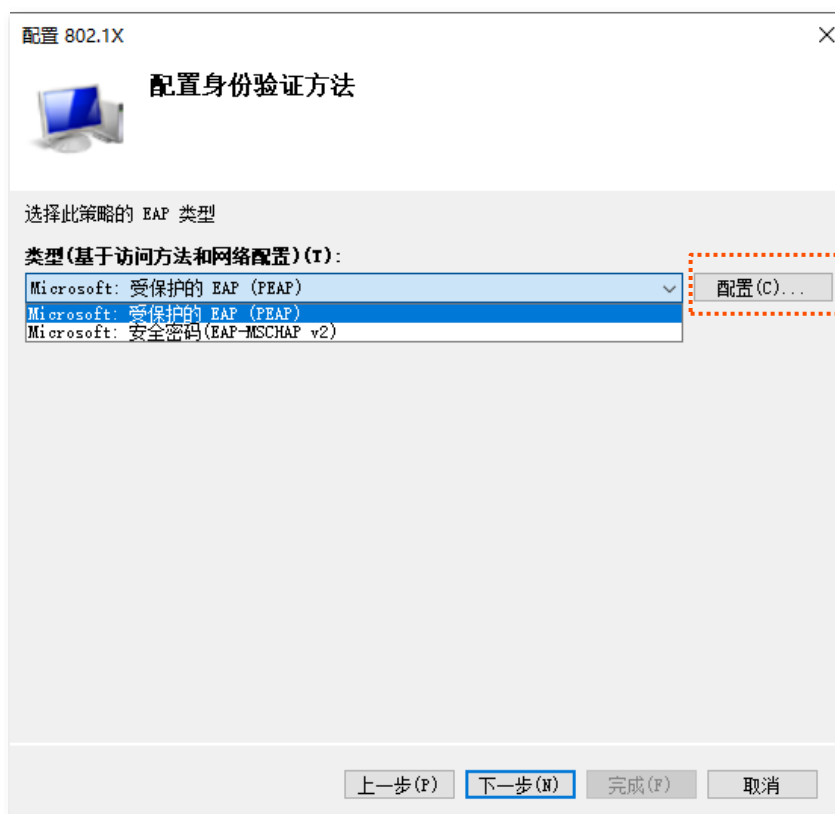 配置 802.1X
配置身份验证方法
选择此策略的 EAP 类型
类型(基于访问方法和网络配置)(T):
Microsoft: 受保护的 EAP (PEAP)
配置(C)...
Microsoft: 受保护的 EAP (PEAP)
Microsoft: 安全密码(EAP-MSCHAP v2)
上一步(P)
下一步(N)
完成(F)
取消